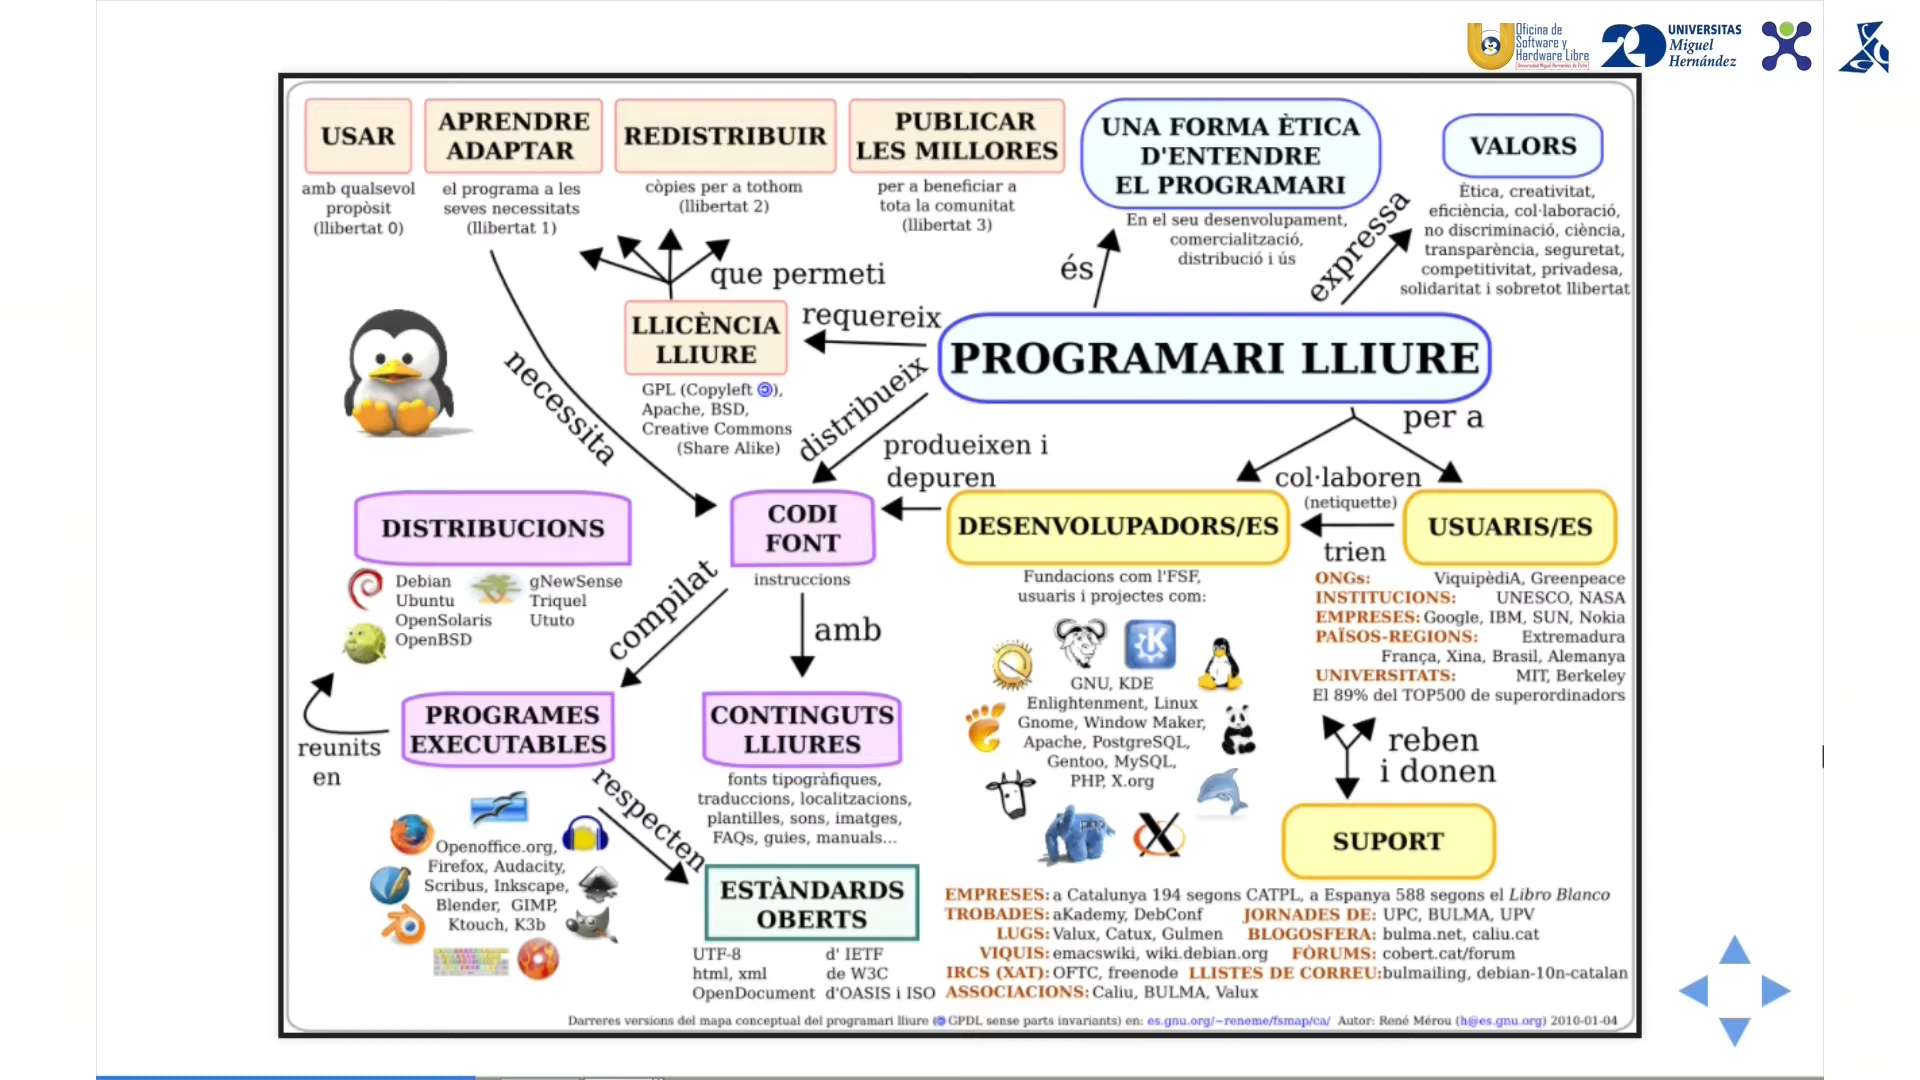 Oficina de
Software y
Hardware Libre
Universidad Miguel Hernández de Elche
20
UNIVERSITAS
Miguel
Hernández
USAR
amb qualsevol
propòsit
(llibertat 0)
APRENDRE
ADAPTAR
el programa a les
seves necessitats
(llibertat 1)
REDISTRIBUIR
còpies per a tothom
(llibertat 2)
PUBLICAR
LES MILLORES
per a beneficiar a
tota la comunitat
(llibertat 3)
UNA FORMA ÈTICA
D'ENTENDRE
EL PROGRAMARI
En el seu desenvolupament,
comercialització,
distribució i ús
VALORS
Ètica, creativitat,
eficiència, col·laboració,
no discriminació, ciència,
transparència, seguretat,
competitivitat, privadesa,
solidaritat i sobretot llibertat
que permeti
és
expressa
LLICÈNCIA
LLIURE
GPL (Copyleft ),
Apache, BSD,
Creative Commons
(Share Alike)
requereix
PROGRAMARI LLIURE
necessita
distribueix
produeixen i
depuren
per a
col·laboren
(netiquette)
trien
DISTRIBUCIONS
Debian
Ubuntu
OpenSolaris
OpenBSD
gNewSense
Triquel
Ututo
CODI
FONT
instruccions
DESENVOLUPADORS/ES
Fundacions com l'FSF,
usuaris i projectes com:
GNU, KDE
Enlightenment, Linux
Gnome, Window Maker,
Apache, PostgreSQL,
Gentoo, MySQL,
PHP, X.org
K
php
X
USUARIS/ES
ONGs: ViquipèdiA, Greenpeace
INSTITUCIONS: UNESCO, NASA
EMPRESES: Google, IBM, SUN, Nokia
PAÏSOS-REGIONS: Extremadura
França, Xina, Brasil, Alemanya
UNIVERSITATS: MIT, Berkeley
El 89% del TOP500 de superordinadors
compilat
amb
reunits
en
PROGRAMES
EXECUTABLES
Openoffice.org,
Firefox, Audacity,
Scribus, Inkscape,
Blender, GIMP,
Ktouch, K3b
CONTINGUTS
LLIURES
fonts tipogràfiques,
traduccions, localitzacions,
plantilles, sons, imatges,
FAQs, guies, manuals...
respecten
ESTÀNDARDS
OBERTS
UTF-8 d' IETF
html, xml de W3C
OpenDocument d'OASIS i ISO
reben
i donen
SUPORT
EMPRESES: a Catalunya 194 segons CATPL, a Espanya 588 segons el Libro Blanco
TROBADES: aKademy, DebConf JORNADES DE: UPC, BULMA, UPV
LUGS: Valux, Catux, Gulmen BLOGOSFERA: bulma.net, caliu.cat
VIQUIS: emacswiki, wiki.debian.org FÒRUMS: cobert.cat/forum
IRCS (XAT): OFTC, freenode LLISTES DE CORREU: bulmailing, debian-10n-catalan
ASSOCIACIONS: Caliu, BULMA, Valux
Darreres versions del mapa conceptual del programari lliure ( GPDL sense parts invariants) en: es.gnu.org/~reneme/fsmap/ca/ Autor: René Mérou (h@es.gnu.org) 2010-01-04